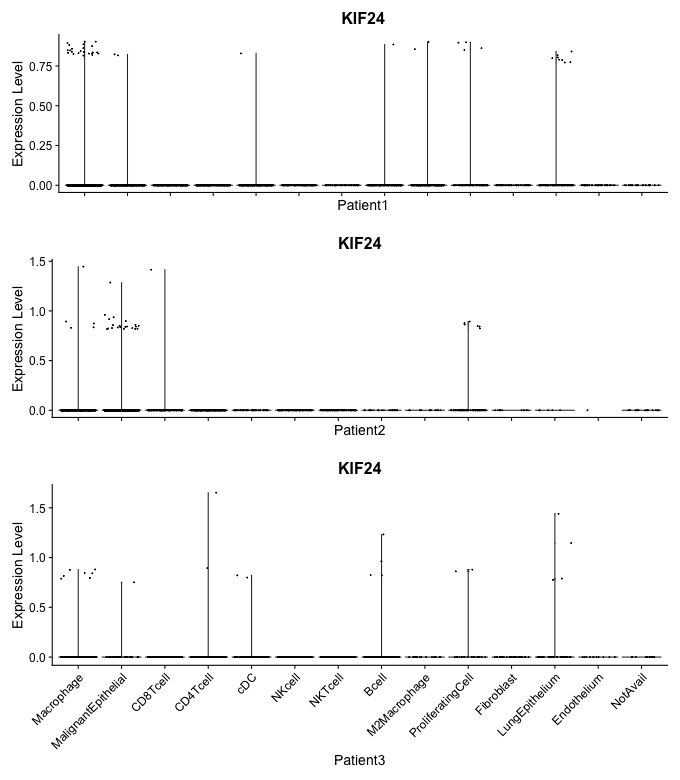 KIF24
Expression Level
0.75
0.50
0.25
0.00
Patient1
KIF24
Expression Level
1.5
1.0
0.5
0.0
Patient2
KIF24
Expression Level
1.5
1.0
0.5
0.0
Macrophage
MalignantEpithelial
CD8Tcell
CD4Tcell
cDC
NKcell
NKTcell
Bcell
M2Macrophage
ProliferatingCell
Fibroblast
LungEpithelium
Endothelium
NotAvail
Patient3